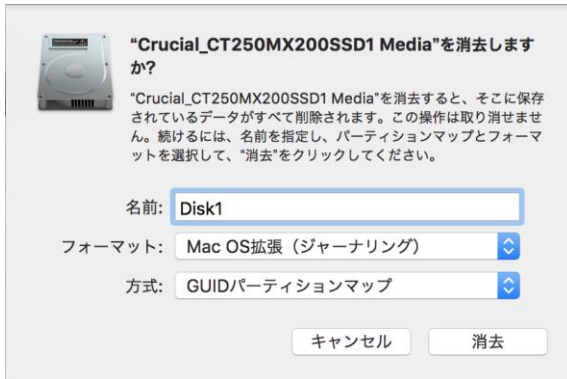 “Crucial_CT250MX200SSD1 Media”を消去します
か?
“Crucial_CT250MX200SSD1 Media”を消去すると、そこに保存
されているデータがすべて削除されます。この操作は取り消せませ
ん。続けるには、名前を指定し、パーティションマップとフォーマ
ットを選択して、“消去”をクリックしてください。
名前: Disk1
フォーマット: Mac OS拡張（ジャーナリング）
方式: GUIDパーティションマップ
キャンセル 消去